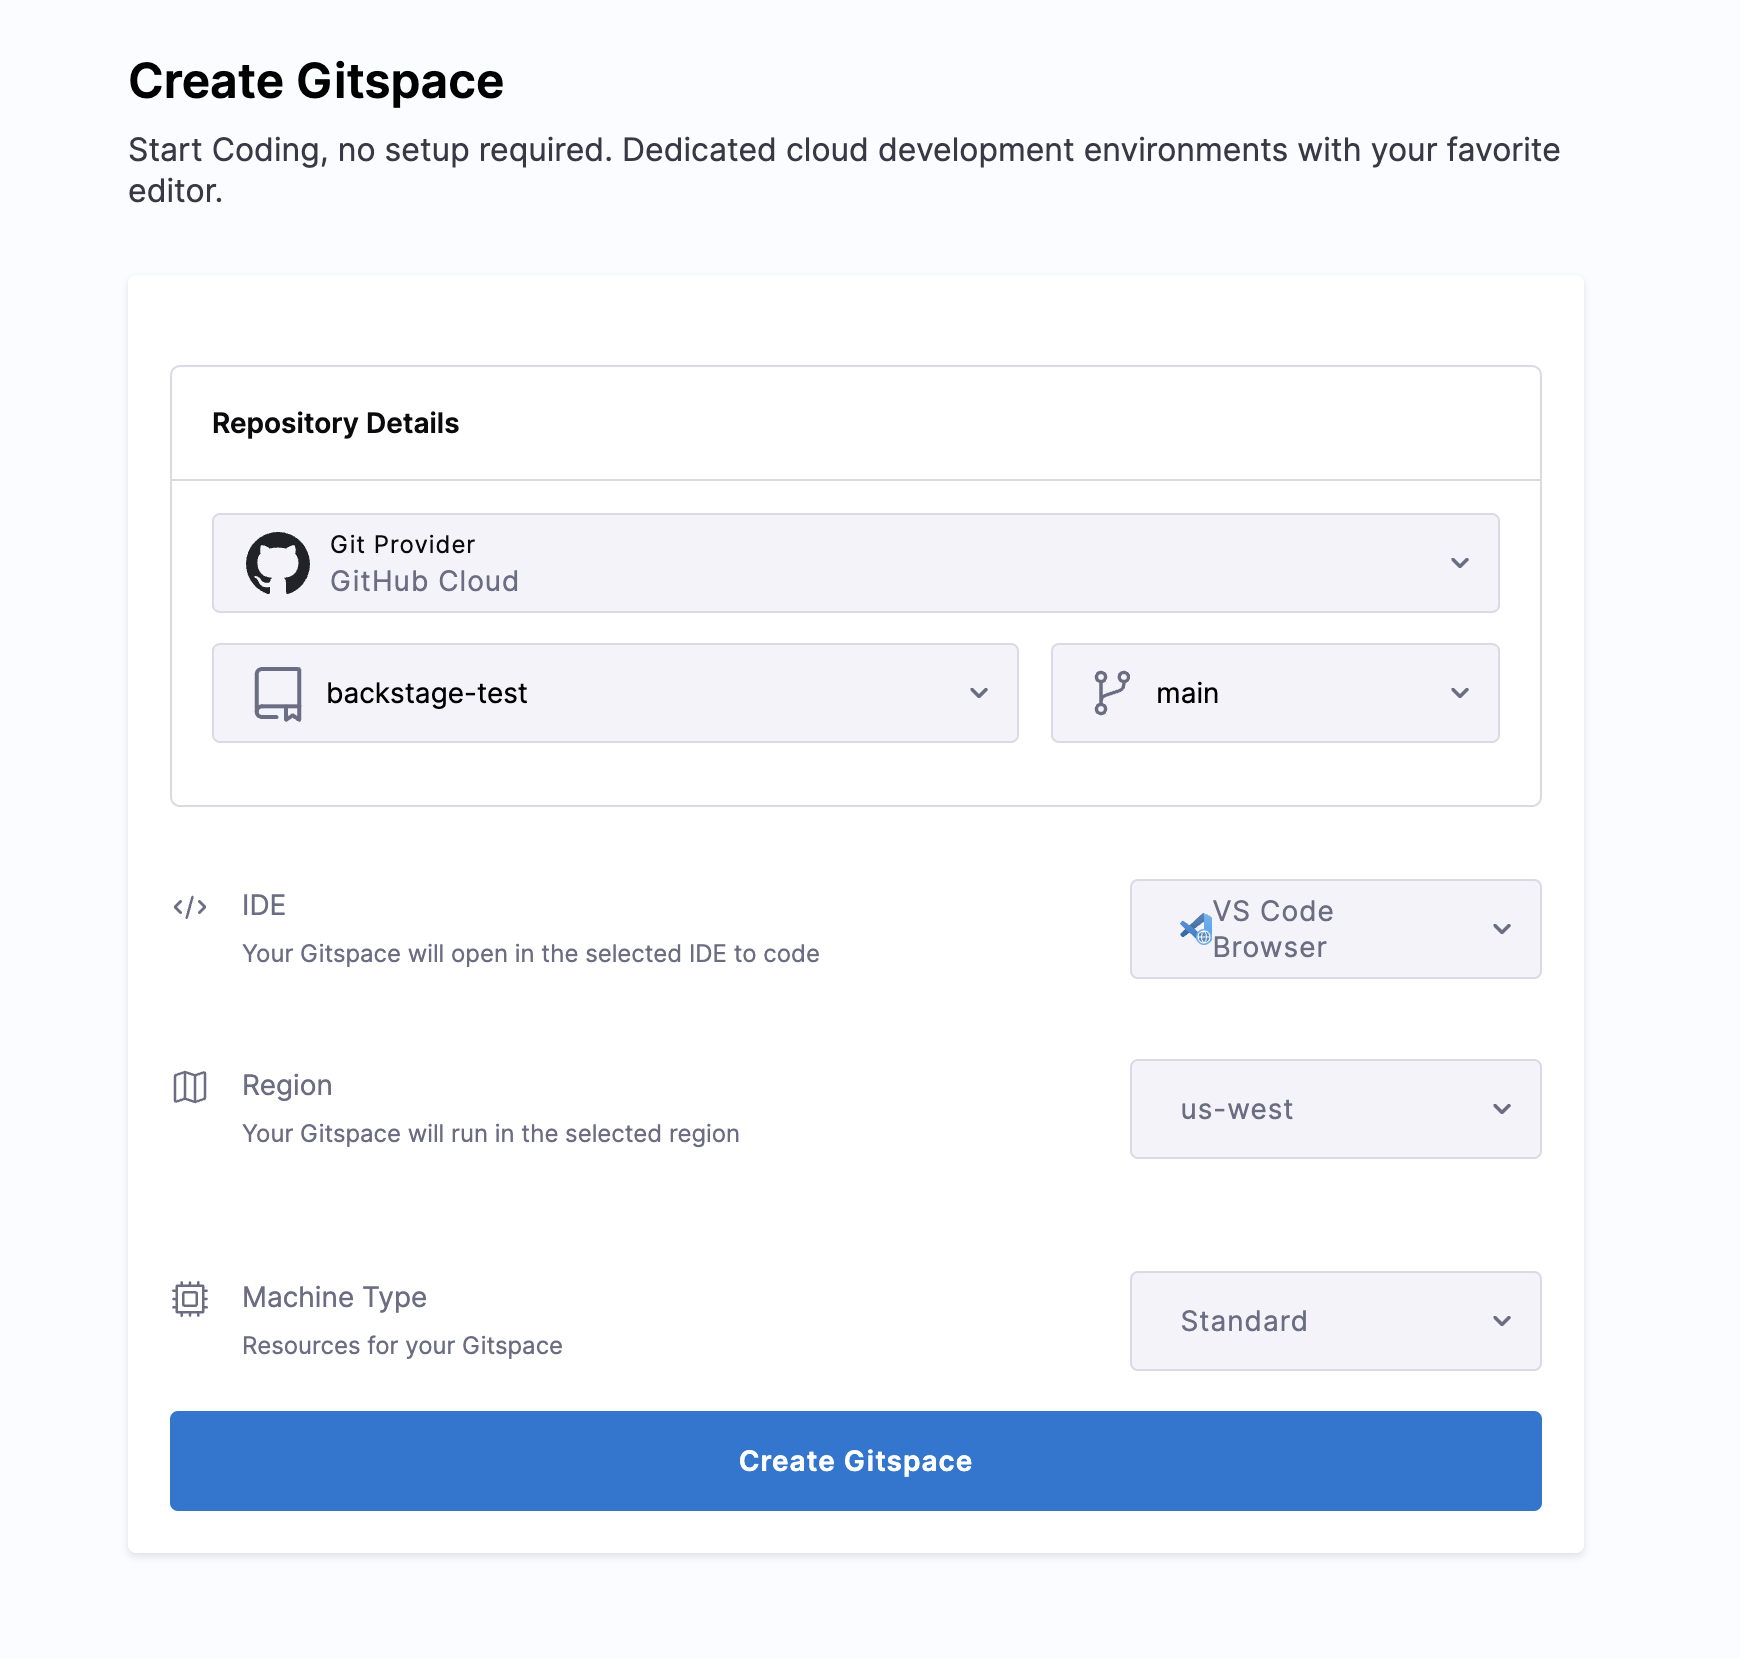 Create Gitspace
Start Coding, no setup required. Dedicated cloud development environments with your favorite
editor.
Repository Details
Git Provider
GitHub Cloud
backstage-test
main
IDE
Your Gitspace will open in the selected IDE to code
VS Code
Browser
Region
Your Gitspace will run in the selected region
us-west
Machine Type
Resources for your Gitspace
Standard
Create Gitspace